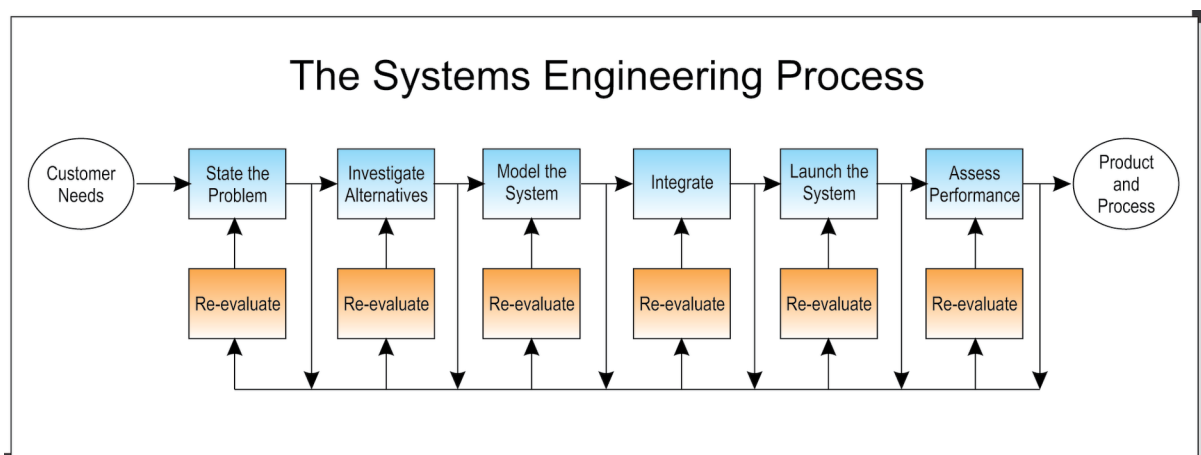 The Systems Engineering Process
Customer
Needs
State the
Problem
Investigate
Alternatives
Model the
System
Integrate
Launch the
System
Assess
Performance
Product
and
Process
Re-evaluate
Re-evaluate
Re-evaluate
Re-evaluate
Re-evaluate
Re-evaluate